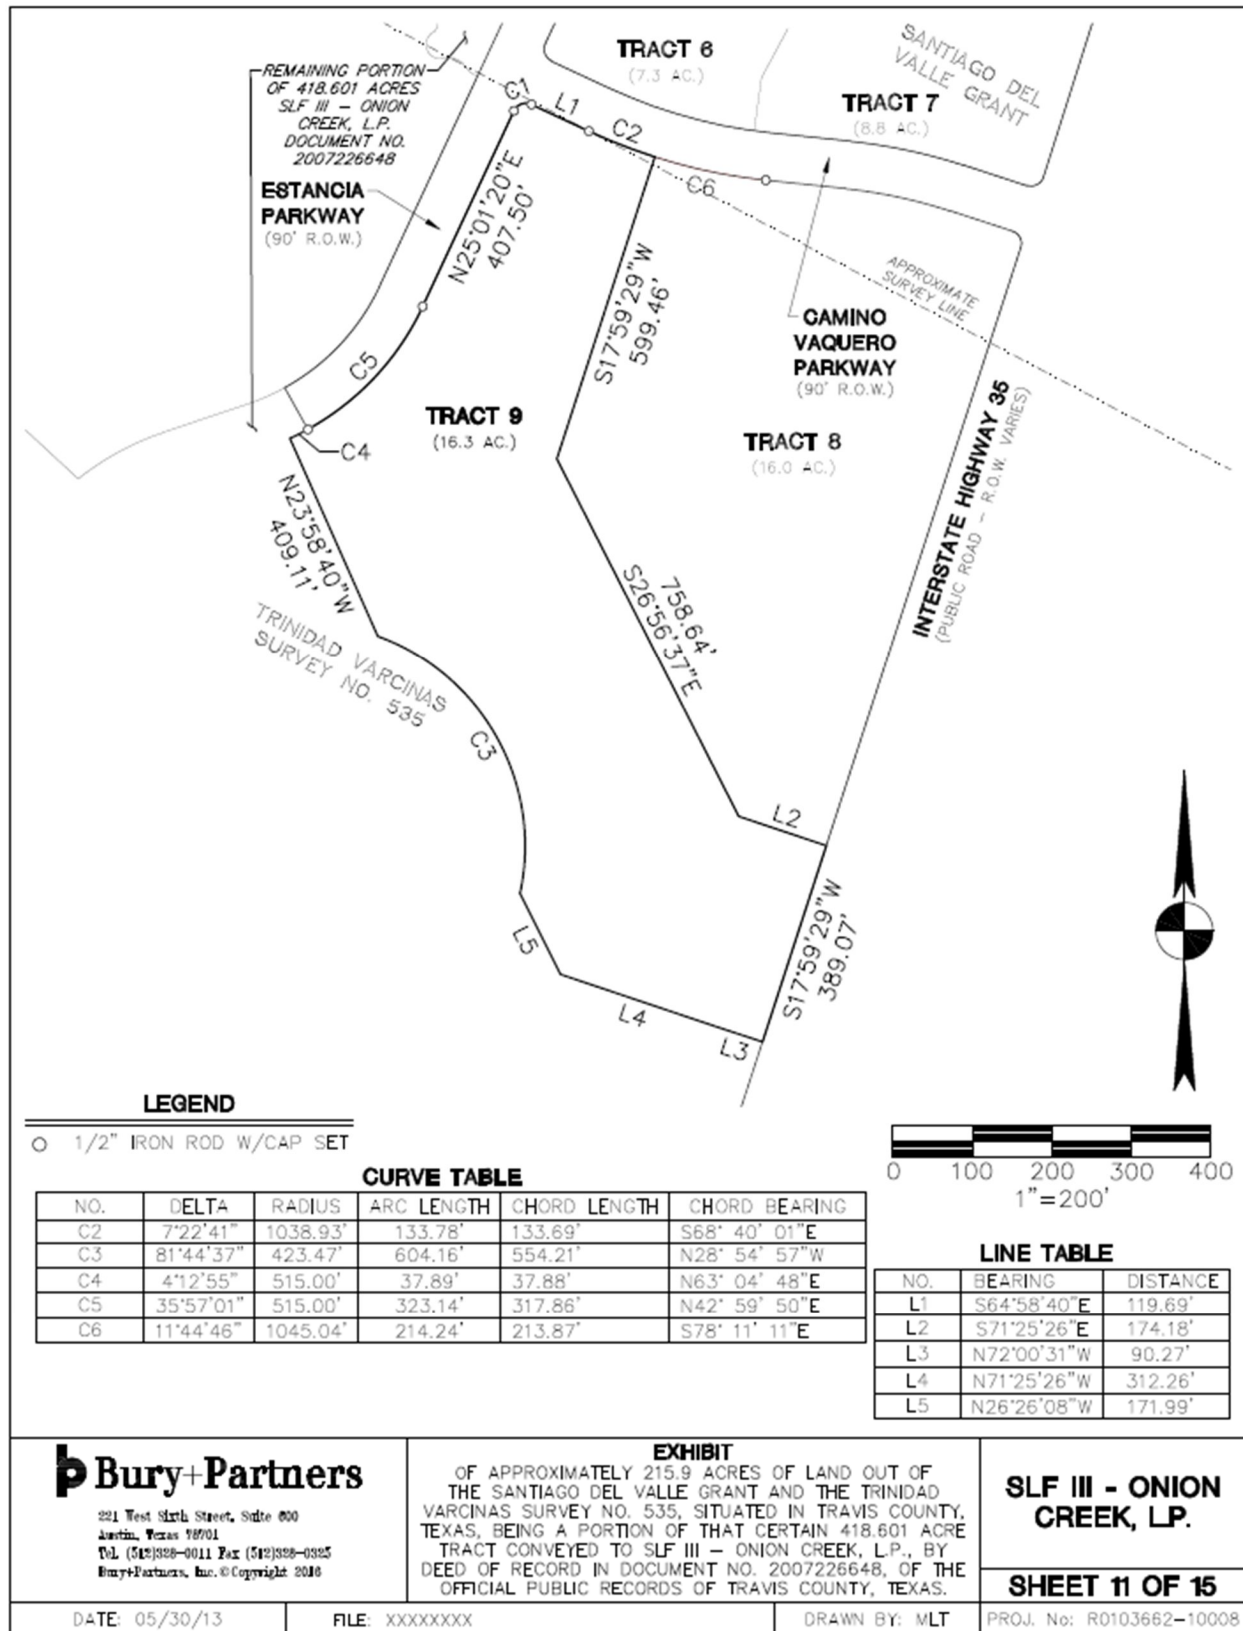 REMAINING PORTION
OF 418.601 ACRES
SLF III – ONION
CREEK, L.P.
DOCUMENT NO.
2007226648
ESTANCIA
PARKWAY
(90' R.O.W.)
TRACT 6
(7.3 AC.)
SANTIAGO DEL
VALLE GRANT
TRACT 7
(8.8 AC.)
C1
L1
C2
C6
N25°01'20"E
407.50'
S17°59'29"W
599.46'
APPROXIMATE
SURVEY LINE
CAMINO
VAQUERO
PARKWAY
(90' R.O.W.)
C5
C4
TRACT 9
(16.3 AC.)
TRACT 8
(16.0 AC.)
INTERSTATE HIGHWAY 35
(PUBLIC ROAD – R.O.W. VARIES)
N23°58'40"W
409.11'
TRINIDAD VARCINAS
SURVEY NO. 535
758.64'
S26°56'37"E
C3
L2
S17°59'29"W
389.07'
L5
L4
L3
LEGEND
1/2" IRON ROD W/CAP SET
0 100 200 300 400
1"=200'
CURVE TABLE
NO. DELTA RADIUS ARC LENGTH CHORD LENGTH CHORD BEARING
C2 7°22'41" 1038.93' 133.78' 133.69' S68° 40' 01"E
C3 81°44'37" 423.47' 604.16' 554.21' N28° 54' 57"W
C4 4°12'55" 515.00' 37.89' 37.88' N63° 04' 48"E
C5 35°57'01" 515.00' 323.14' 317.86' N42° 59' 50"E
C6 11°44'46" 1045.04' 214.24' 213.87' S78° 11' 11"E
LINE TABLE
NO. BEARING DISTANCE
L1 S64°58'40"E 119.69'
L2 S71°25'26"E 174.18'
L3 N72°00'31"W 90.27'
L4 N71°25'26"W 312.26'
L5 N26°26'08"W 171.99'
Bury+Partners
221 West Sixth Street, Suite 600
Austin, Texas 78701
Tel. (512)328-0011 Fax (512)328-0325
Bury+Partners, Inc. © Copyright 2016
EXHIBIT
OF APPROXIMATELY 215.9 ACRES OF LAND OUT OF
THE SANTIAGO DEL VALLE GRANT AND THE TRINIDAD
VARCINAS SURVEY NO. 535, SITUATED IN TRAVIS COUNTY,
TEXAS, BEING A PORTION OF THAT CERTAIN 418.601 ACRE
TRACT CONVEYED TO SLF III – ONION CREEK, L.P., BY
DEED OF RECORD IN DOCUMENT NO. 2007226648, OF THE
OFFICIAL PUBLIC RECORDS OF TRAVIS COUNTY, TEXAS.
SLF III - ONION
CREEK, L.P.
SHEET 11 OF 15
DATE: 05/30/13
FILE: XXXXXXXX
DRAWN BY: MLT
PROJ. No: R0103662-10008